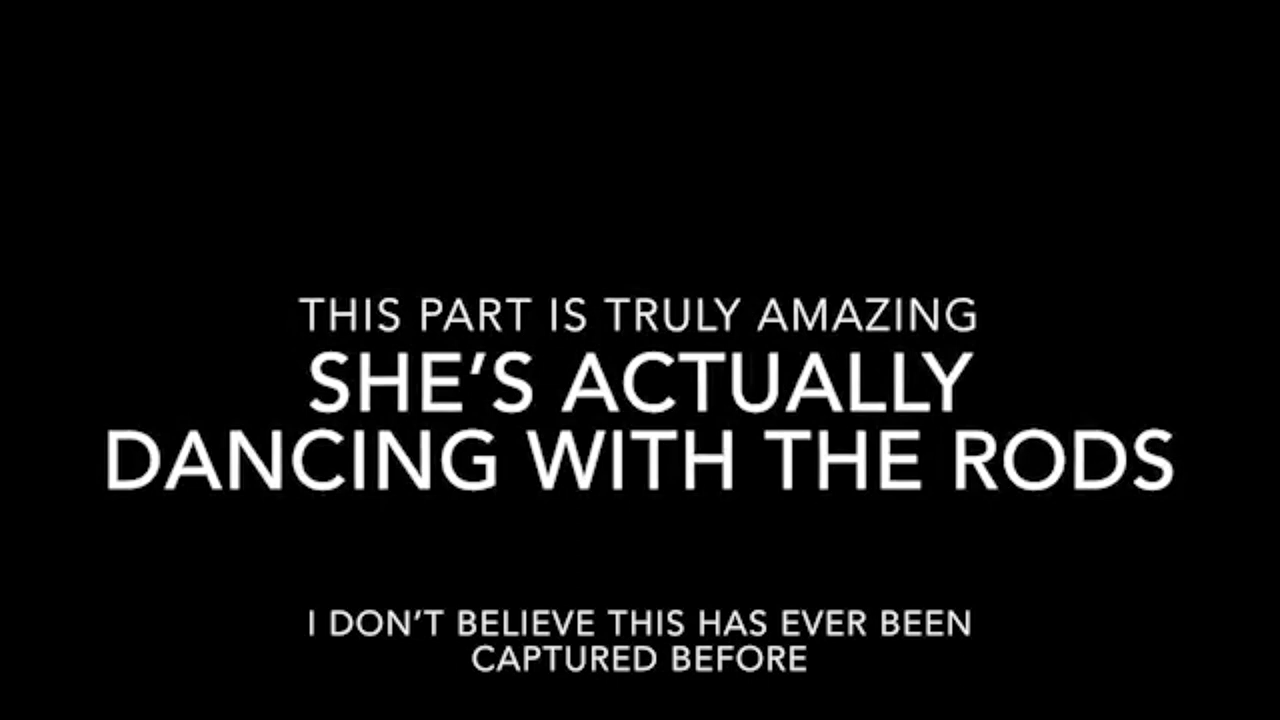 THIS PART IS TRULY AMAZING
SHE’S ACTUALLY
DANCING WITH THE RODS
I DON’T BELIEVE THIS HAS EVER BEEN
CAPTURED BEFORE